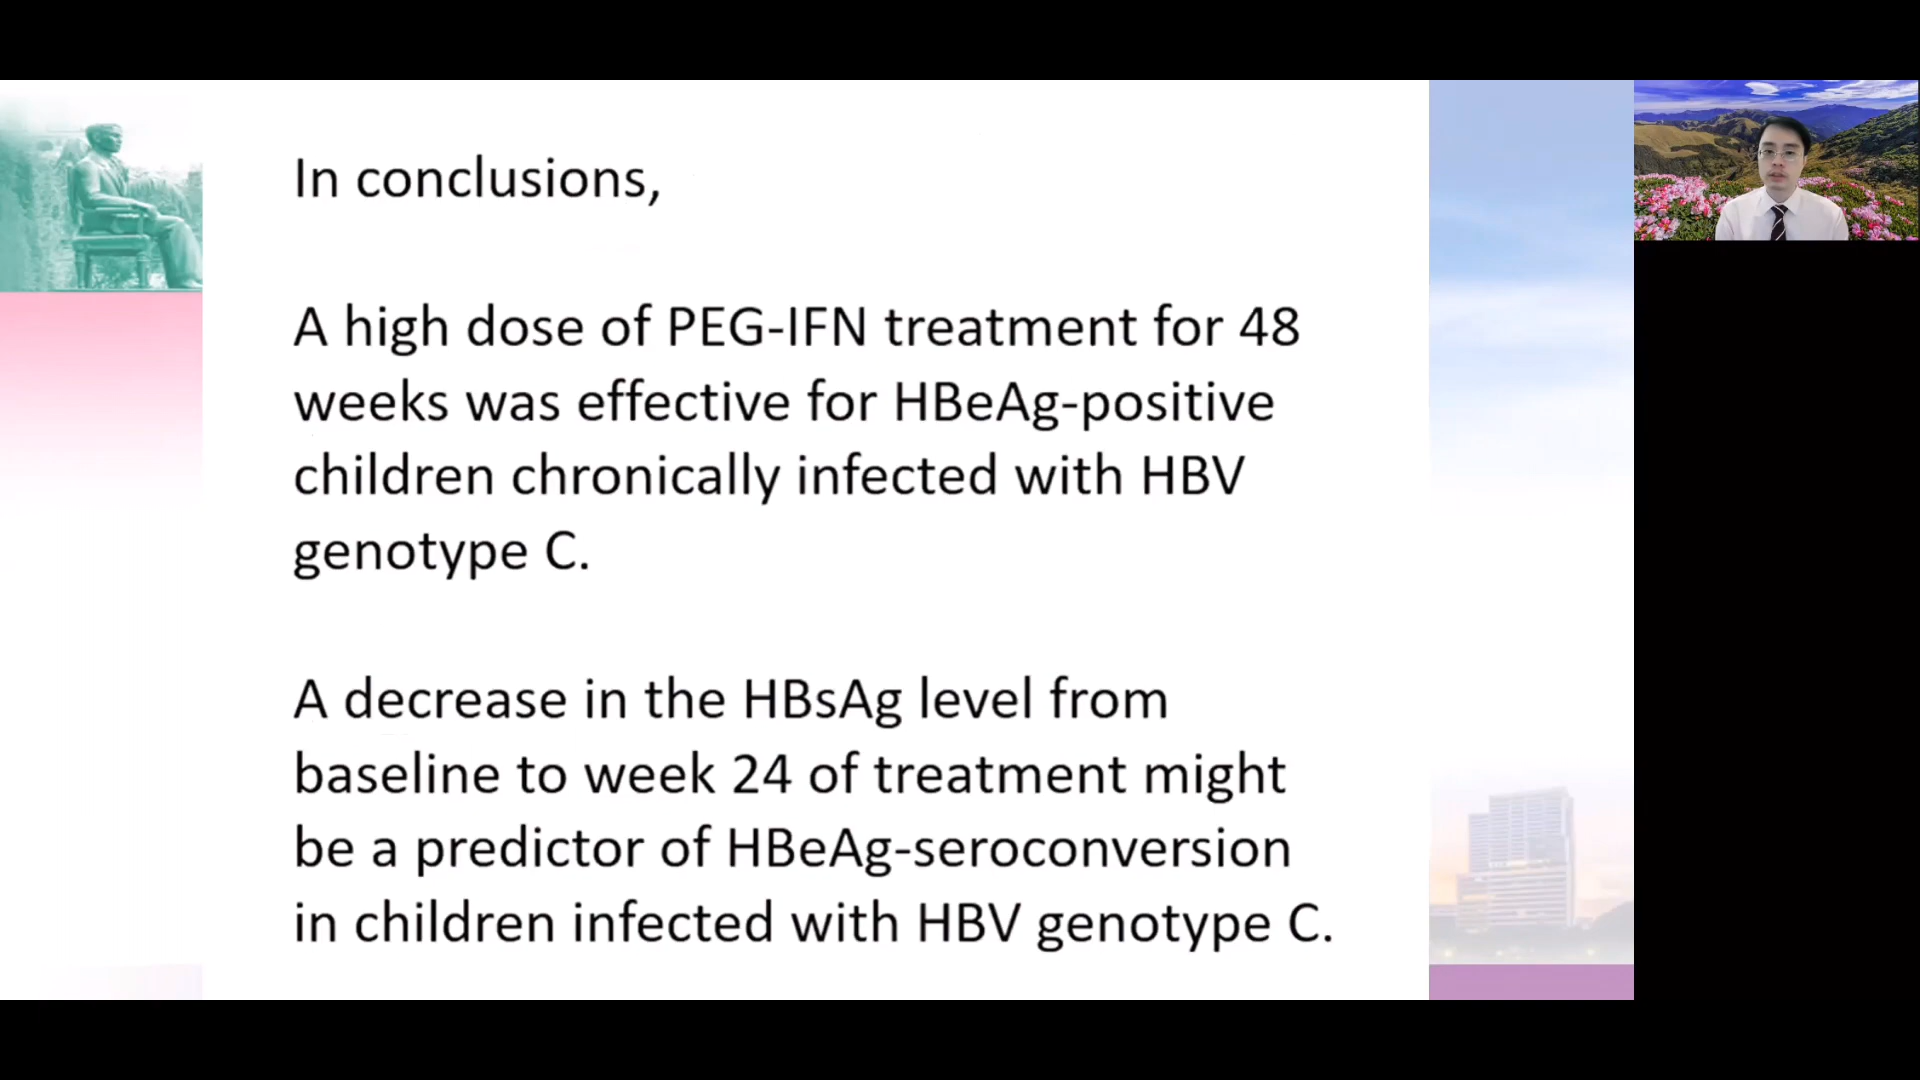 In conclusions,
A high dose of PEG-IFN treatment for 48
weeks was effective for HBeAg-positive
children chronically infected with HBV
genotype C.
A decrease in the HBsAg level from
baseline to week 24 of treatment might
be a predictor of HBeAg-seroconversion
in children infected with HBV genotype C.